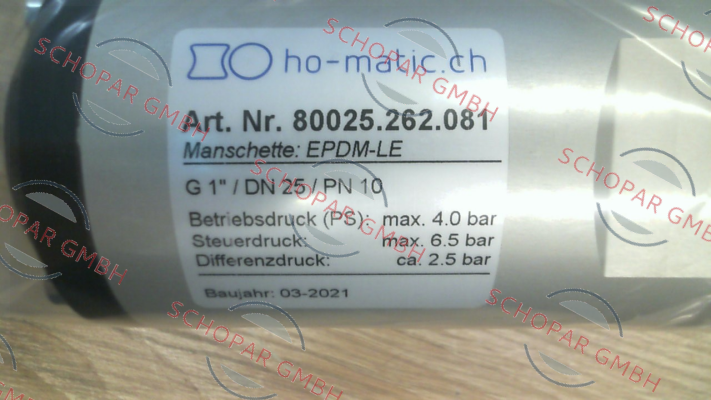 ho-matic.ch
Art. Nr. 80025.262.081
Manschette: EPDM-LE
G 1" / DN 25 / PN 10
Betriebsdruck (PS): max. 4.0 bar
Steuerdruck: max. 6.5 bar
Differenzdruck: ca. 2.5 bar
Baujahr: 03-2021
SCHOPAR GMBH
SCHOPAR GMBH
SCHOPAR GMBH
SCHOPAR GMBH
SCHOPAR GMBH
SCHOPAR GMBH
SCHOPAR GMBH